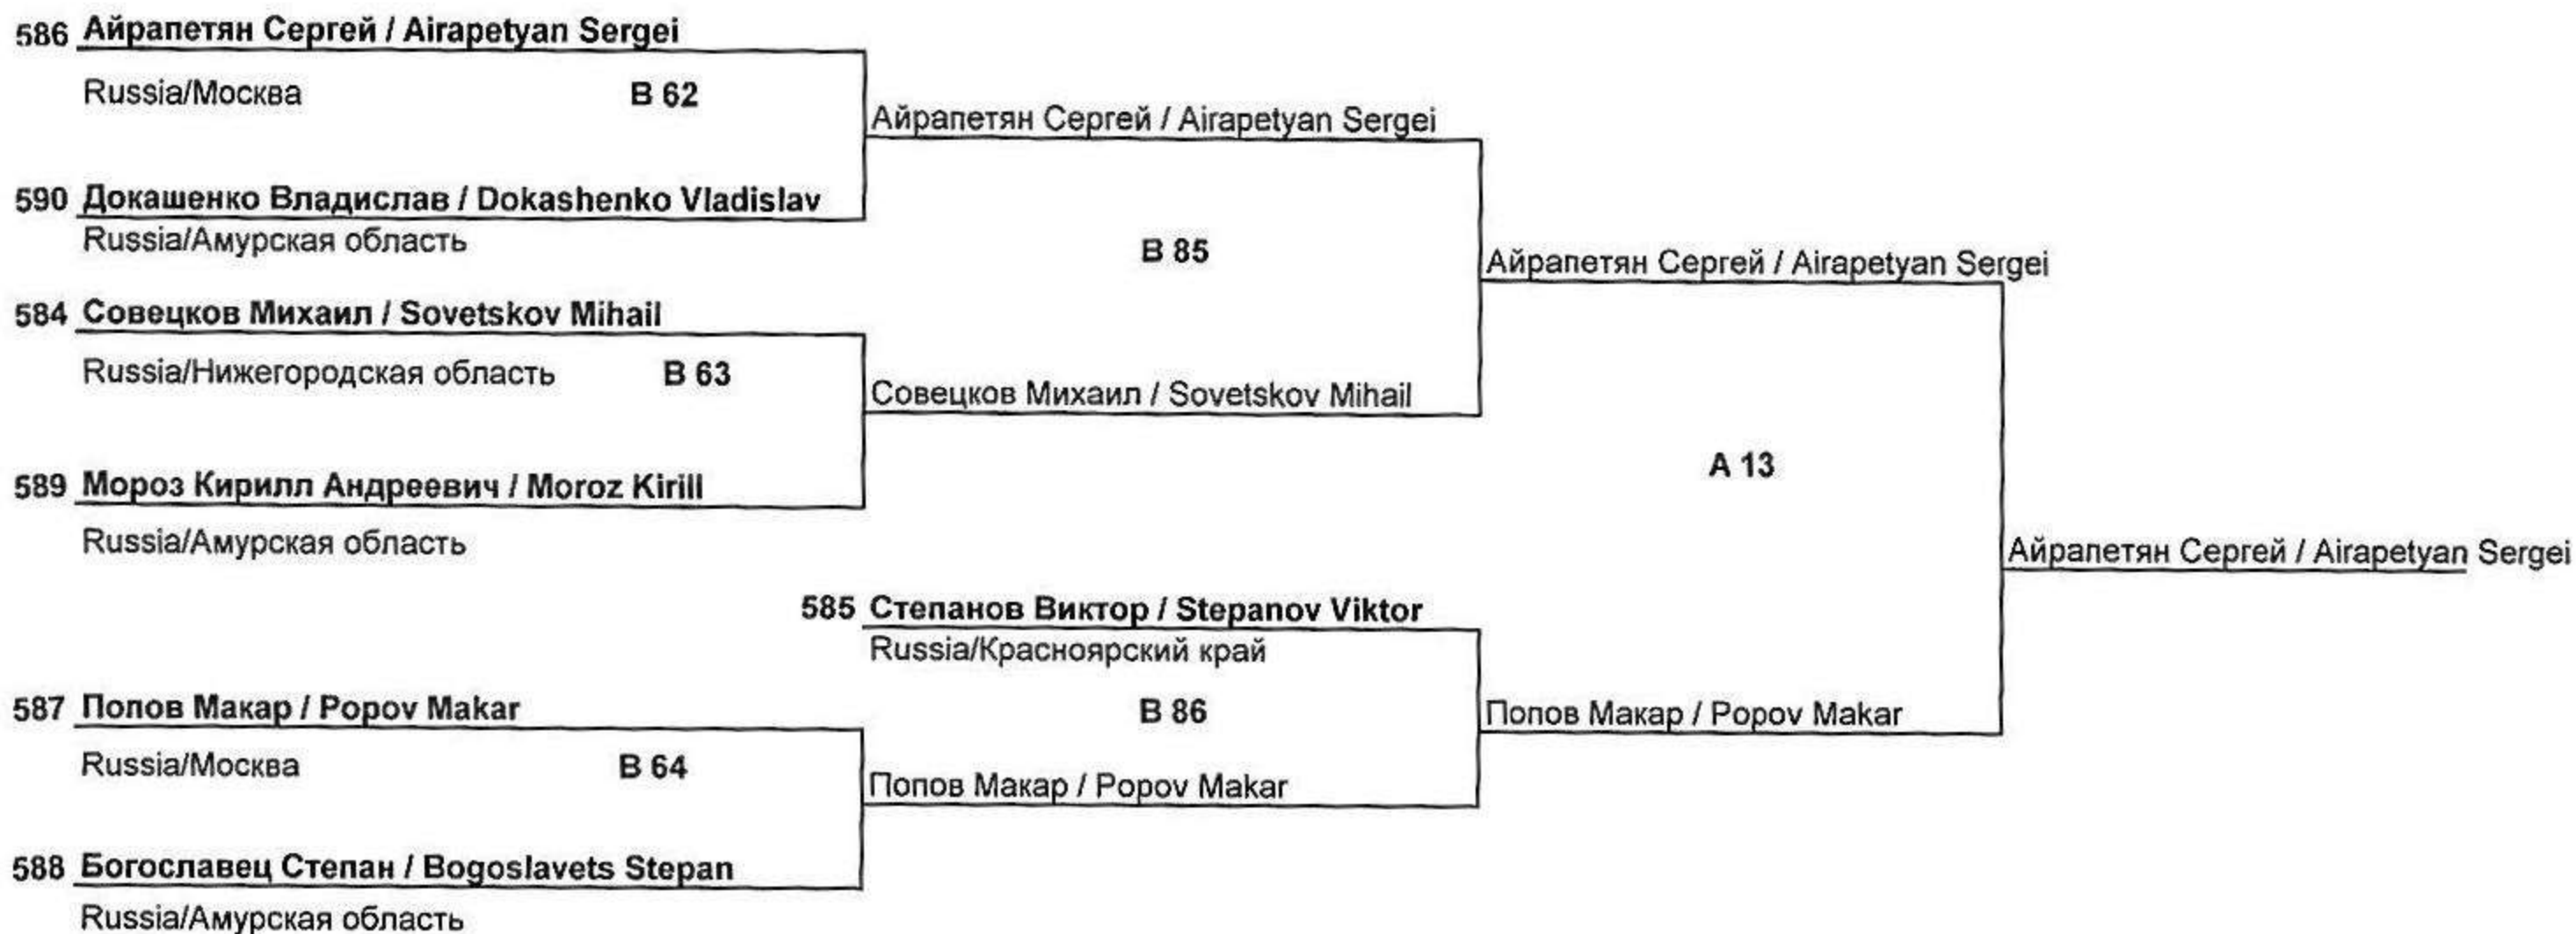 586 Айрапетян Сергей / Airapetyan Sergei
Russia/Москва B 62
Айрапетян Сергей / Airapetyan Sergei
590 Докашенко Владислав / Dokashenko Vladislav
Russia/Амурская область
B 85
Айрапетян Сергей / Airapetyan Sergei
584 Совецков Михаил / Sovetskov Mihail
Russia/Нижегородская область B 63
Совецков Михаил / Sovetskov Mihail
A 13
589 Мороз Кирилл Андреевич / Moroz Kirill
Russia/Амурская область
Айрапетян Сергей / Airapetyan Sergei
585 Степанов Виктор / Stepanov Viktor
Russia/Красноярский край
587 Попов Макар / Popov Makar
B 86
Попов Макар / Popov Makar
Russia/Москва B 64
Попов Макар / Popov Makar
588 Богославец Степан / Bogoslavets Stepan
Russia/Амурская область